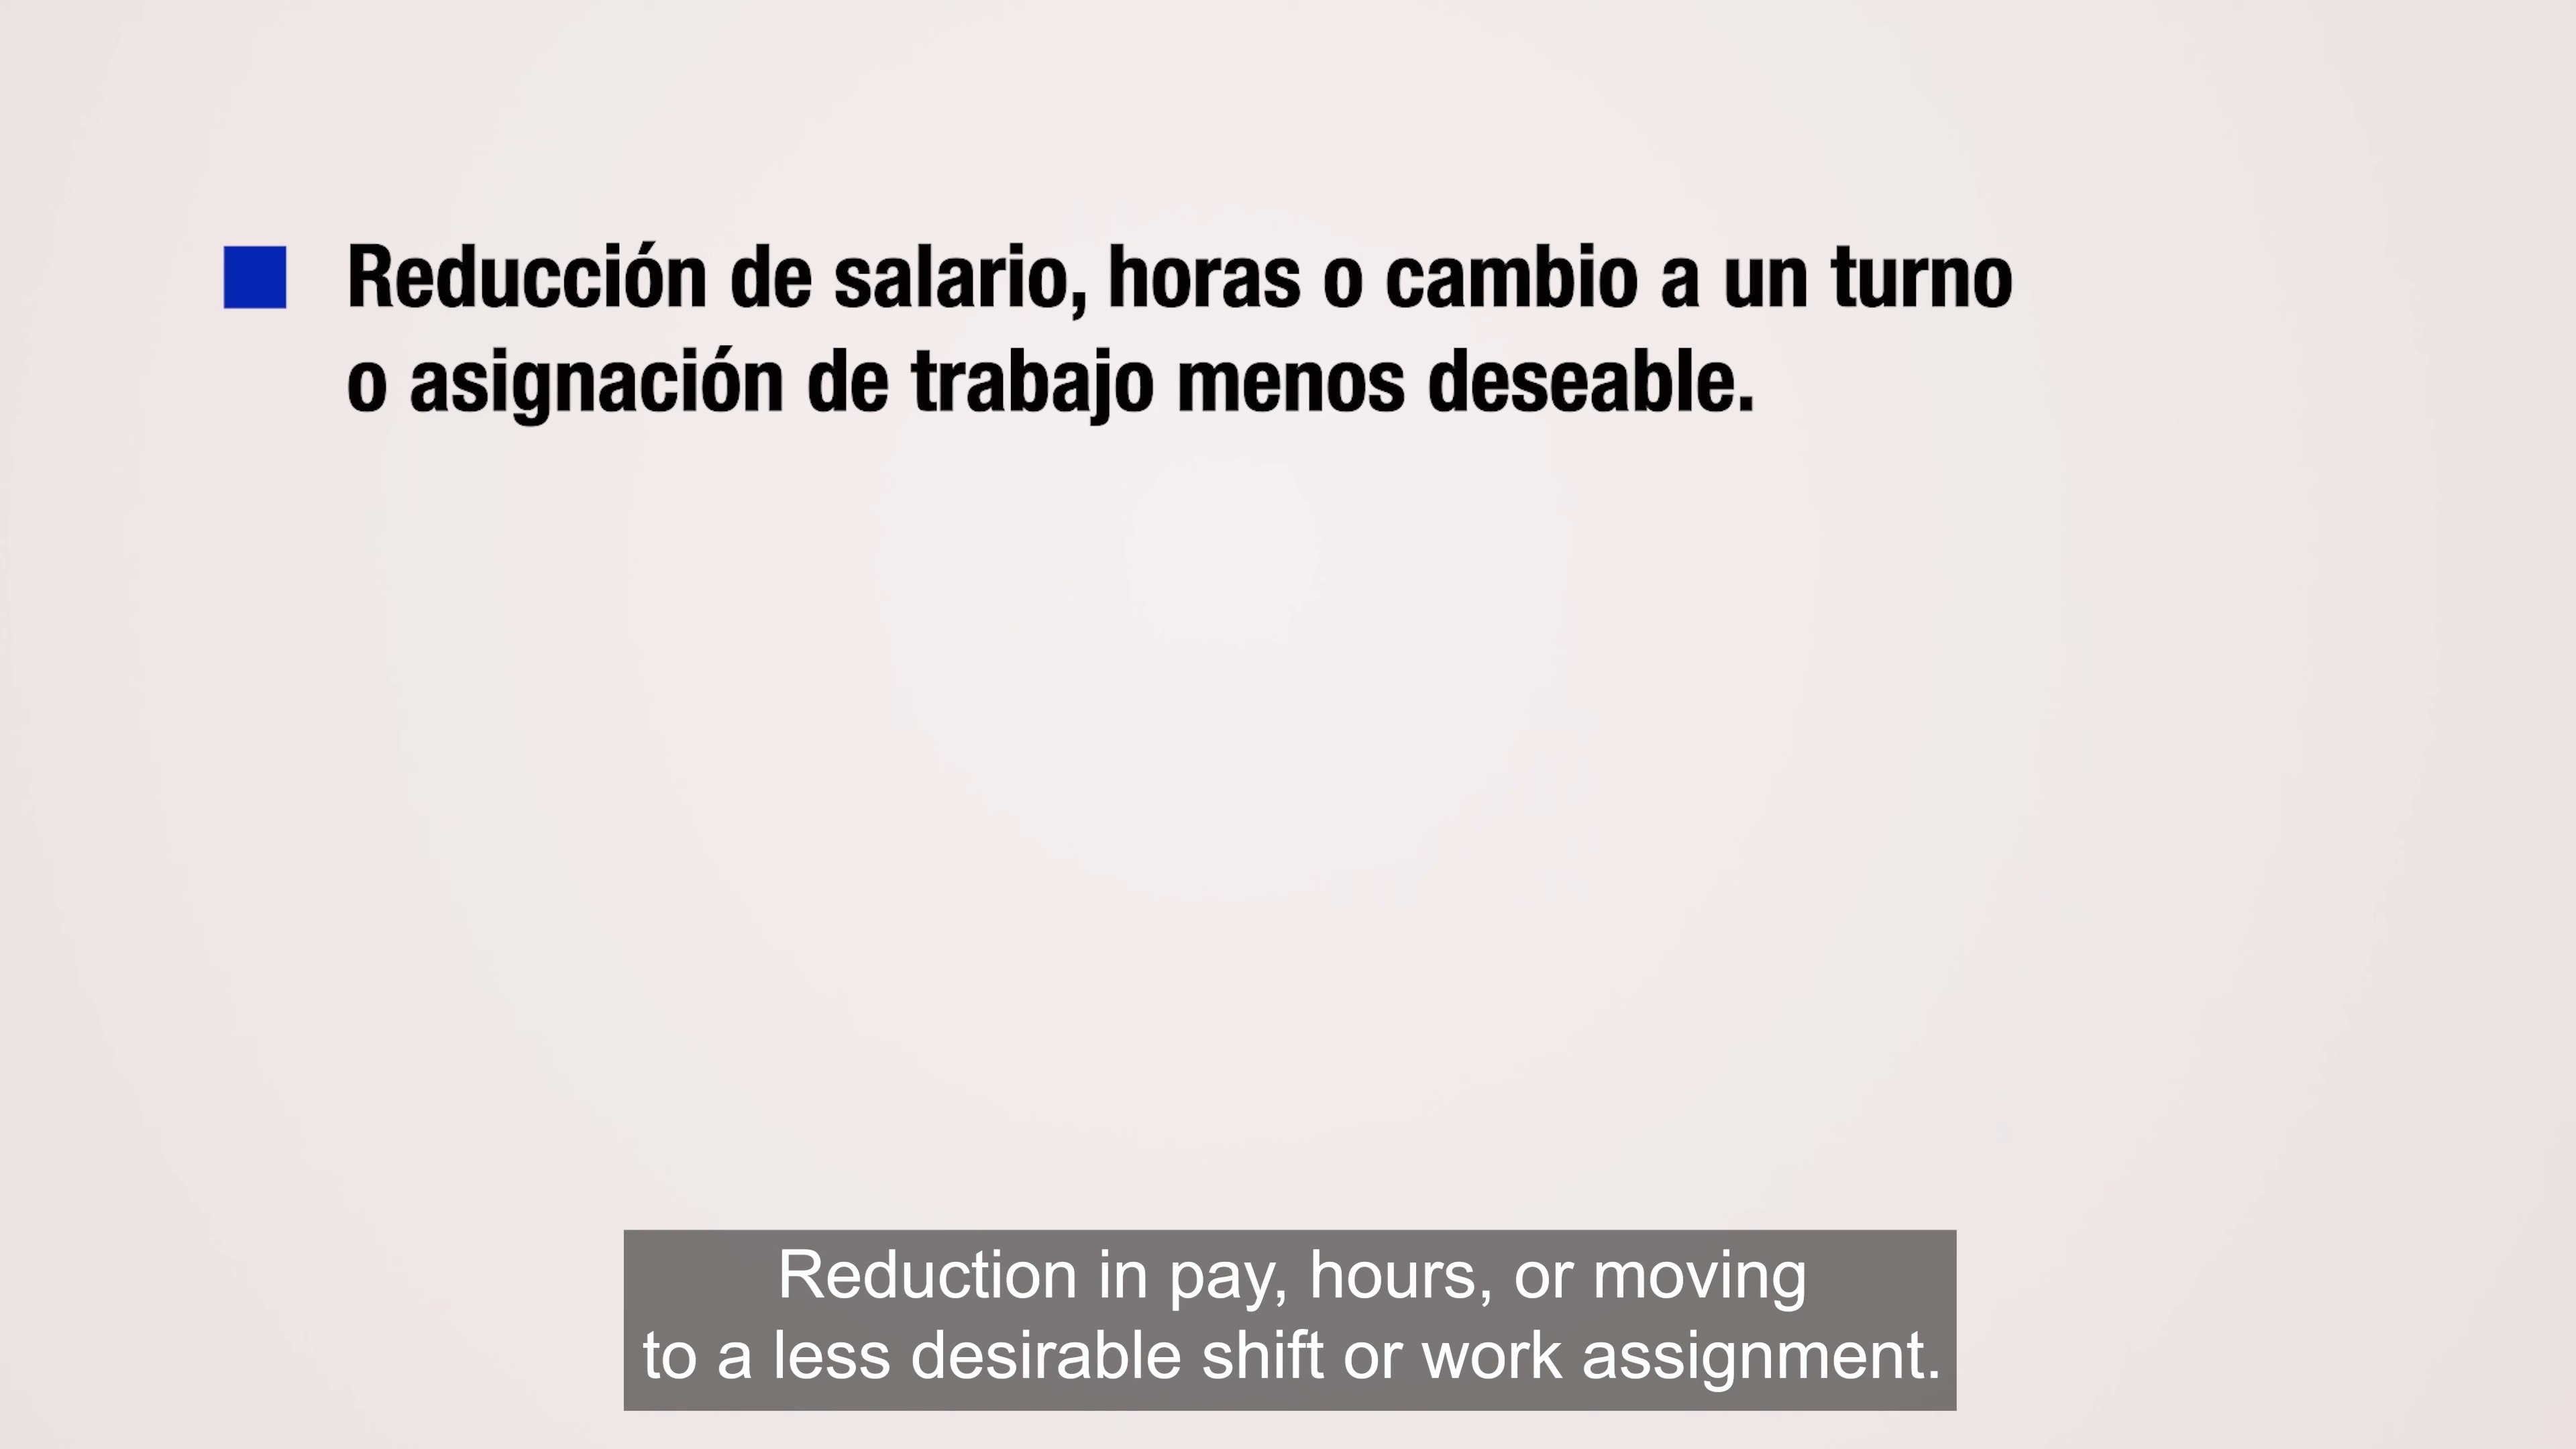 Reducción de salario, horas o cambio a un turno
o asignación de trabajo menos deseable.
Reduction in pay, hours, or moving
to a less desirable shift or work assignment.